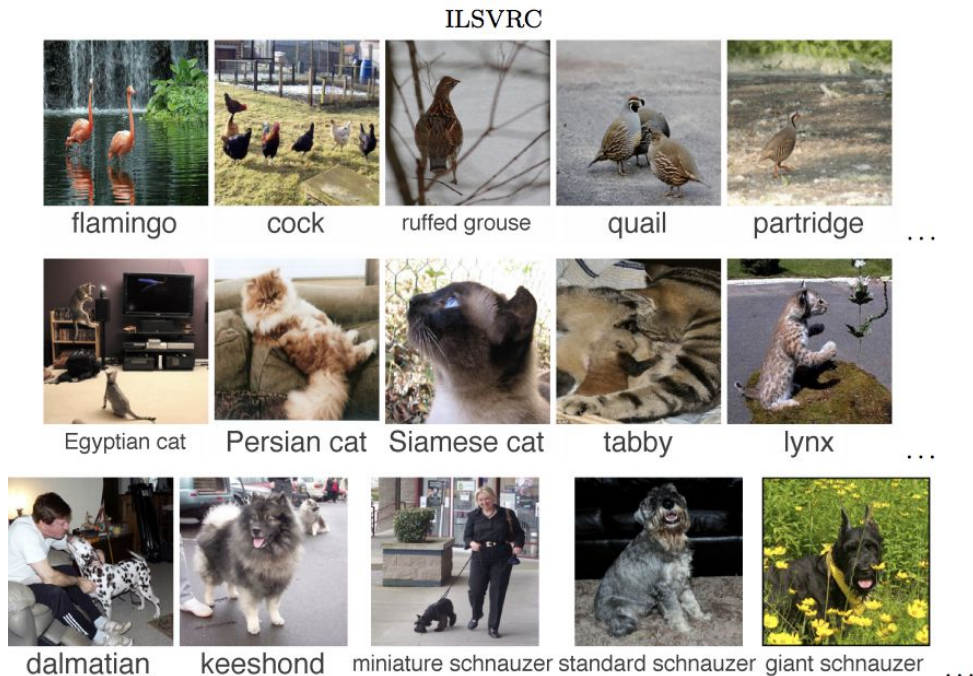 ILSVRC
flamingo cock ruffed grouse quail partridge ...
Egyptian cat Persian cat Siamese cat tabby lynx ...
dalmatian keeshond miniature schnauzer standard schnauzer giant schnauzer ...